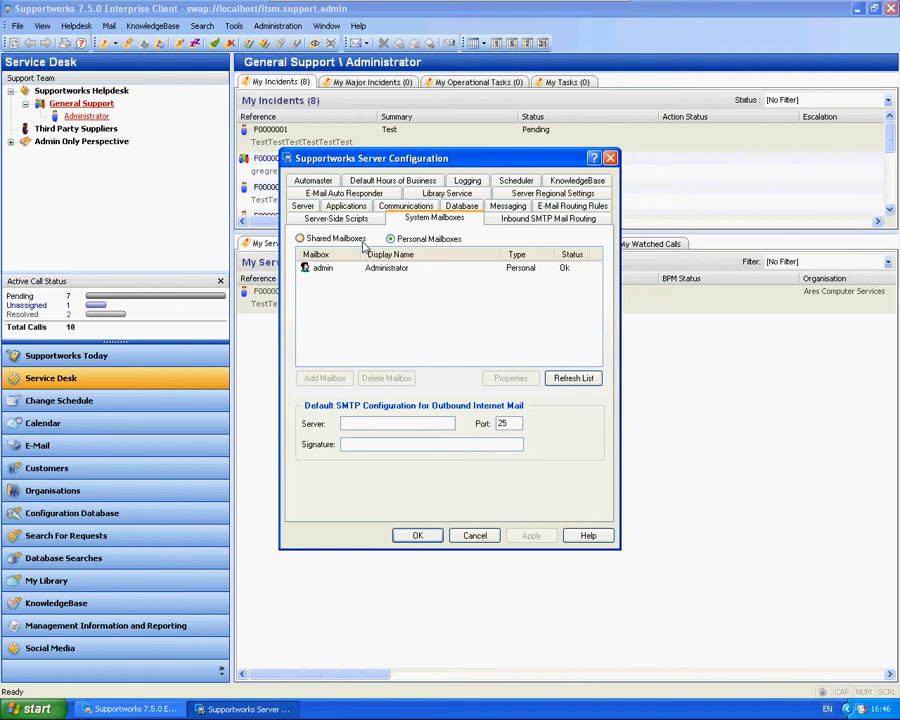 Supportworks 7.5.0 Enterprise Client - swap://localhost/itsm.support.admin
File View Helpdesk Mail KnowledgeBase Search Tools Administration Window Help
Service Desk
General Support \ Administrator
Support Team
Supportworks Helpdesk
General Support
Administrator
Third Party Suppliers
Admin Only Perspective
My Incidents (8) My Major Incidents (0) My Operational Tasks (0) My Tasks (0)
My Incidents (8)
Status : [No Filter]
Reference Summary Status Action Status Escalation
F0000001 Test Pending
TestTestTestTestTestTest
gregre
Supportworks Server Configuration
Automaster Default Hours of Business Logging Scheduler KnowledgeBase
E-Mail Auto Responder Library Service Server Regional Settings
Server Applications Communications Database Messaging E-Mail Routing Rules
Server-Side Scripts System Mailboxes Inbound SMTP Mail Routing
Shared Mailboxes Personal Mailboxes
Mailbox Display Name Type Status
admin Administrator Personal Ok
Add Mailbox Delete Mailbox Properties Refresh List
Default SMTP Configuration for Outbound Internet Mail
Server: Port: 25
Signature:
OK Cancel Apply Help
My Watched Calls
Filter: [No Filter]
Reference BPM Status Organisation
Ares Computer Services
Active Call Status
Pending 7
Unassigned 1
Resolved 2
Total Calls 10
Supportworks Today
Service Desk
Change Schedule
Calendar
E-Mail
Customers
Organisations
Configuration Database
Search For Requests
Database Searches
My Library
KnowledgeBase
Management Information and Reporting
Social Media
Ready
CAP NUM SCRL
start Supportworks 7.5.0 E... Supportworks Server ... EN 16:46